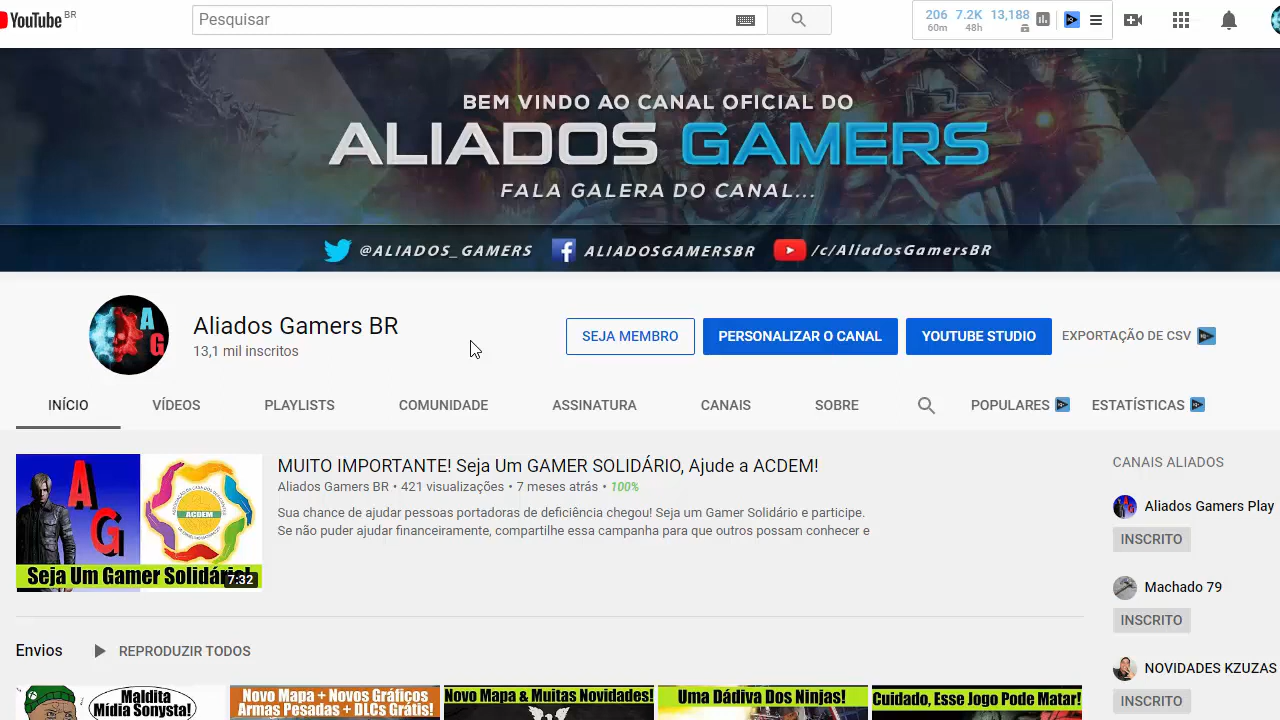 YouTube BR
Pesquisar
206 7.2K 13,188
60m 48h
BEM VINDO AO CANAL OFICIAL DO
ALIADOS GAMERS
FALA GALERA DO CANAL...
@ALIADOS_GAMERS ALIADOSGAMERSBR /c/AliadosGamersBR
A
G
Aliados Gamers BR
13,1 mil inscritos
SEJA MEMBRO
PERSONALIZAR O CANAL
YOUTUBE STUDIO
EXPORTAÇÃO DE CSV
INÍCIO VÍDEOS PLAYLISTS COMUNIDADE ASSINATURA CANAIS SOBRE POPULARES ESTATÍSTICAS
A
G
ACDEM
Seja Um Gamer Solidário!
7:32
MUITO IMPORTANTE! Seja Um GAMER SOLIDÁRIO, Ajude a ACDEM!
Aliados Gamers BR • 421 visualizações • 7 meses atrás • 100%
Sua chance de ajudar pessoas portadoras de deficiência chegou! Seja um Gamer Solidário e participe.
Se não puder ajudar financeiramente, compartilhe essa campanha para que outros possam conhecer e
CANAIS ALIADOS
Aliados Gamers Play
INSCRITO
Machado 79
INSCRITO
NOVIDADES KZUZAS
INSCRITO
Envios
REPRODUZIR TODOS
Maldita
Mídia Sonysta!
Novo Mapa + Novos Gráficos
Armas Pesadas + DLCs Grátis!
Novo Mapa & Muitas Novidades!
Uma Dádiva Dos Ninjas!
Cuidado, Esse Jogo Pode Matar!